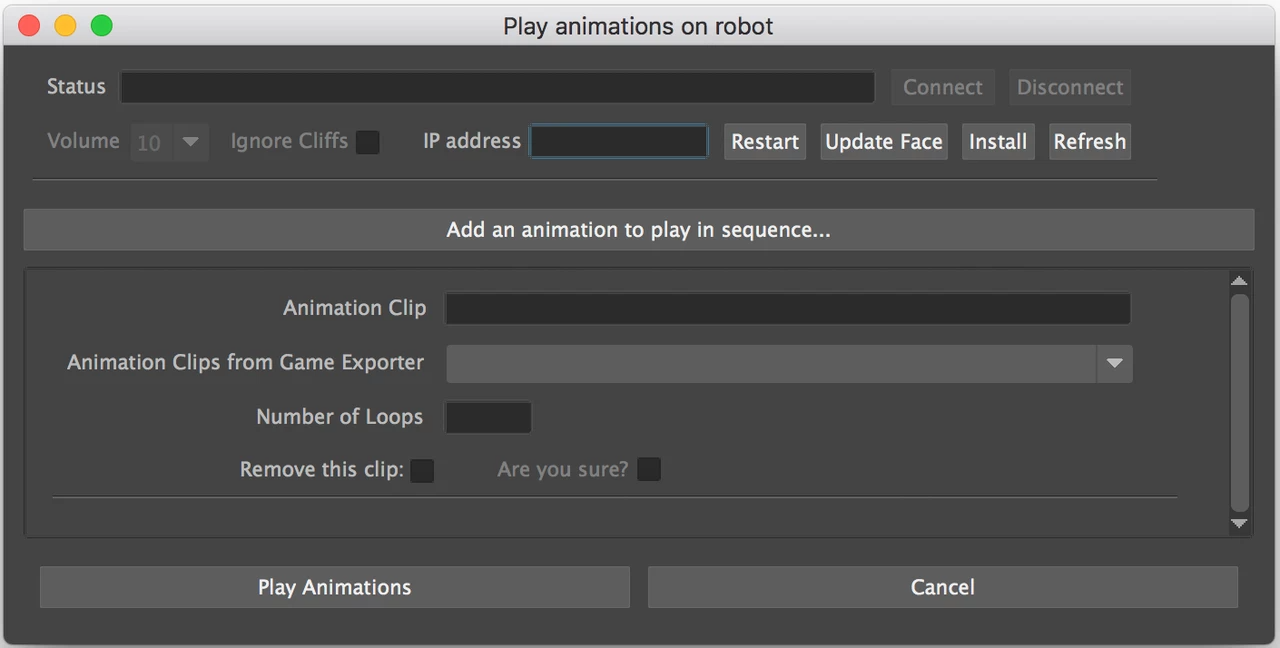 Play animations on robot
Status Connect Disconnect
Volume 10 Ignore Cliffs IP address Restart Update Face Install Refresh
Add an animation to play in sequence...
Animation Clip
Animation Clips from Game Exporter
Number of Loops
Remove this clip: Are you sure?
Play Animations Cancel